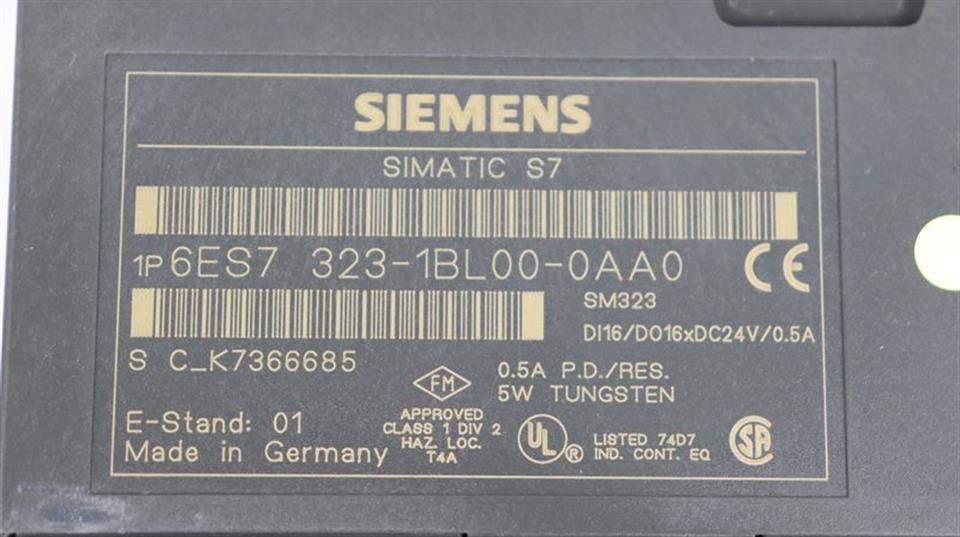 SIEMENS
SIMATIC S7
1P 6ES7 323-1BL00-0AA0
CE
SM323
DI16/DO16xDC24V/0.5A
S C_K7366685
0.5A P.D./RES.
5W TUNGSTEN
FM
APPROVED
CLASS 1 DIV 2
HAZ. LOC.
T4A
E-Stand: 01
Made in Germany
UL ®
LISTED 74D7
IND. CONT. EQ
SA